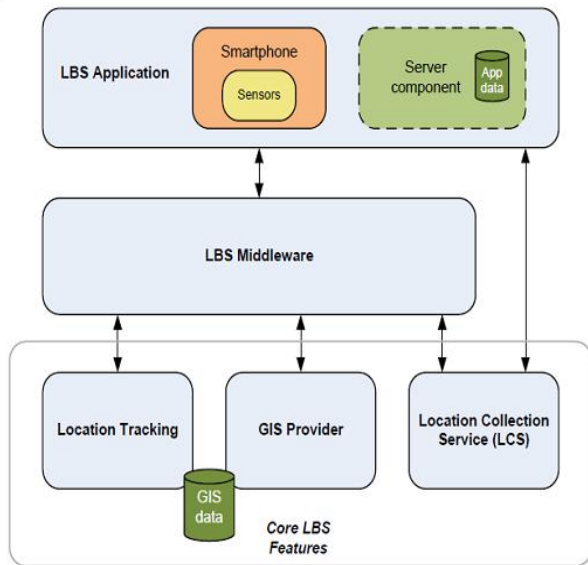 LBS Application
Smartphone
Sensors
Server
component
App
data
LBS Middleware
Location Tracking
GIS Provider
Location Collection
Service (LCS)
GIS
data
Core LBS
Features